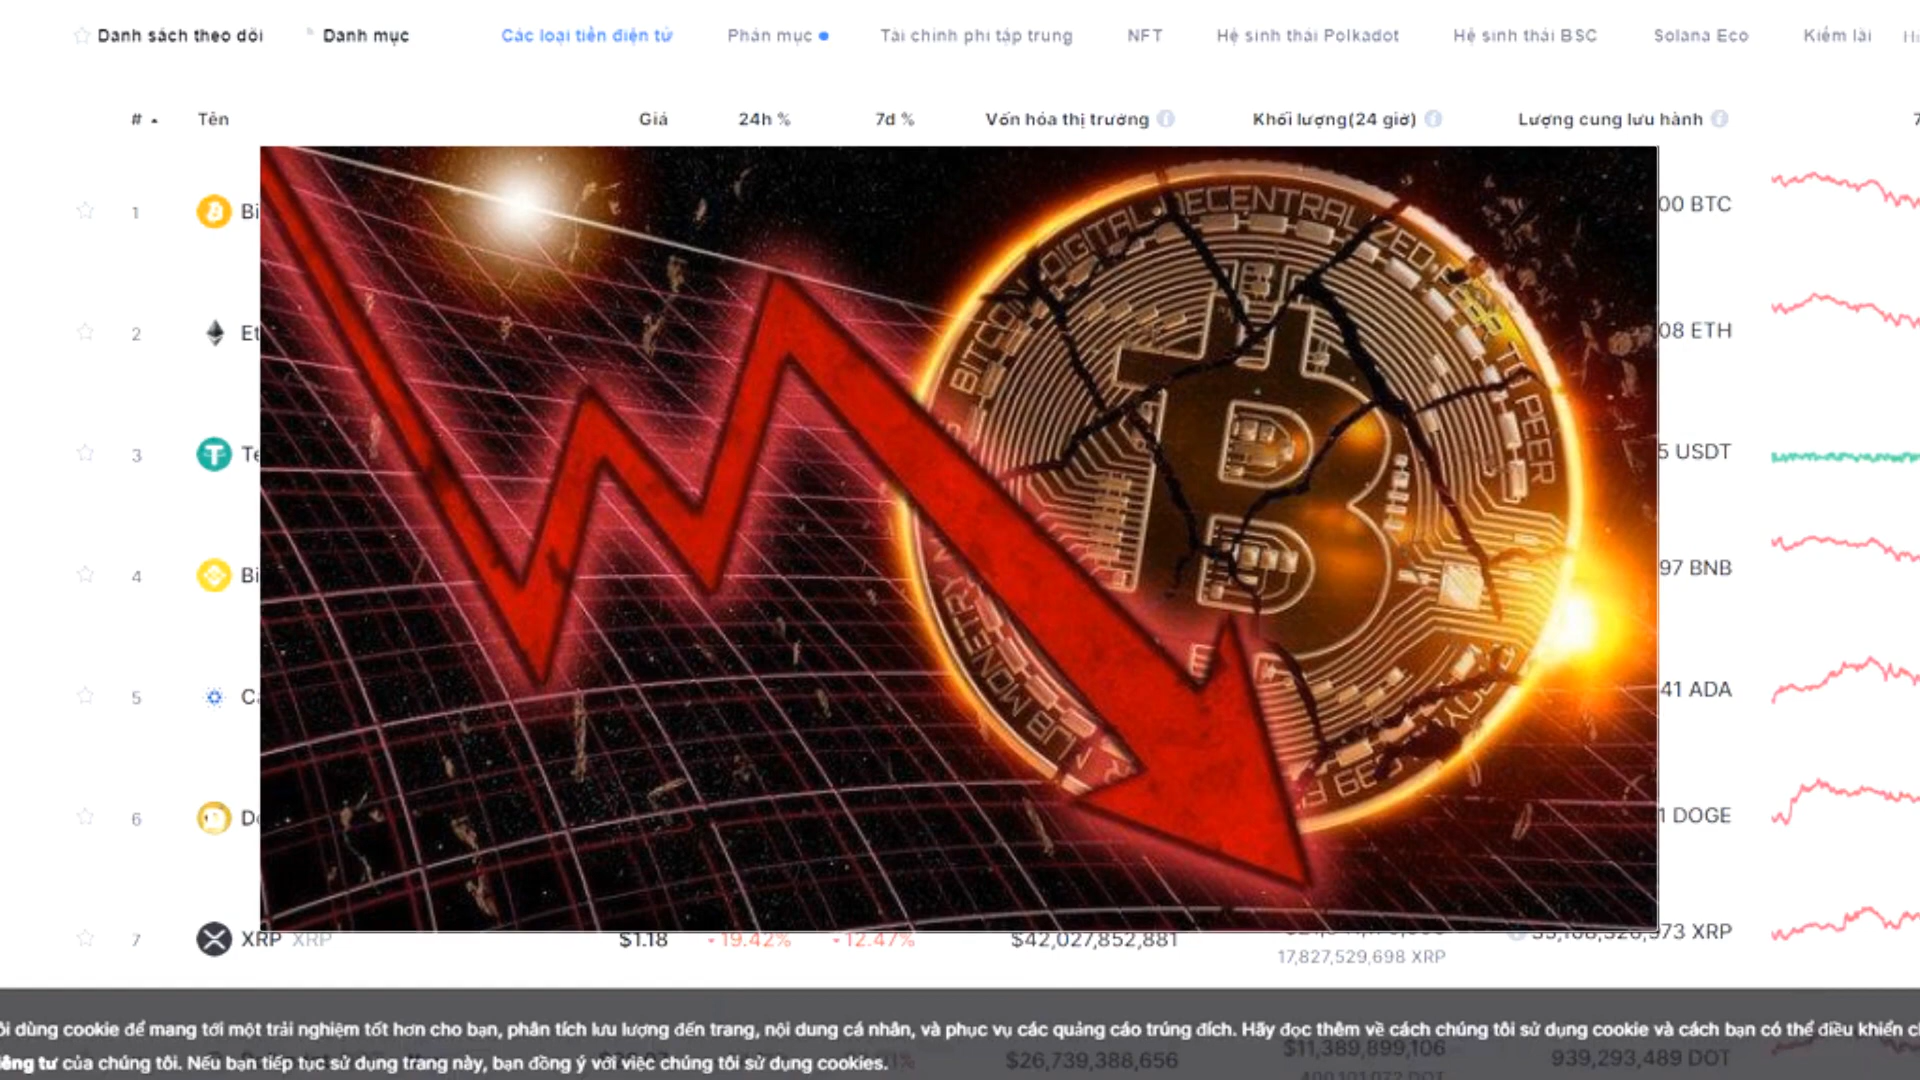 Danh sách theo dõi Danh mục Các loại tiền điện tử Phân mục Tài chính phi tập trung NFT Hệ sinh thái Polkadot Hệ sinh thái BSC Solana Eco Kiếm lãi
# Tên Giá 24h % 7d % Vốn hóa thị trường Khối lượng(24 giờ) Lượng cung lưu hành 7
1 Bi 00 BTC
2 Et 08 ETH
3 Te 5 USDT
4 Bi 97 BNB
5 Ca 41 ADA
6 Do 1 DOGE
BITCOIN DIGITAL DECENTRALIZED PEER
7 XRP XRP $1.18 19.42% 12.47% $42,027,852,881 973 XRP
17,827,529,698 XRP
ôi dùng cookie để mang tới một trải nghiệm tốt hơn cho bạn, phân tích lưu lượng đến trang, nội dung cá nhân, và phục vụ các quảng cáo trúng đích. Hãy đọc thêm về cách chúng tôi sử dụng cookie và cách bạn có thể điều khiển
iêng tư của chúng tôi. Nếu bạn tiếp tục sử dụng trang này, bạn đồng ý với việc chúng tôi sử dụng cookies.
$26,739,388,656 $11,389,899,106 939,293,489 DOT